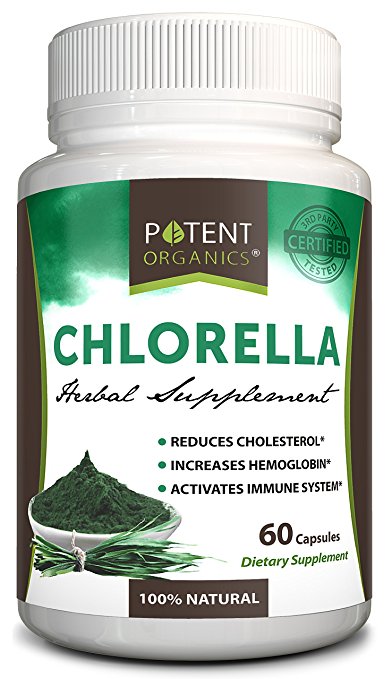 POTENT
ORGANICS®
3RD PARTY
CERTIFIED
TESTED
CHLORELLA
Herbal Supplement
• REDUCES CHOLESTEROL*
• INCREASES HEMOGLOBIN*
• ACTIVATES IMMUNE SYSTEM*
60 Capsules
Dietary Supplement
100% NATURAL